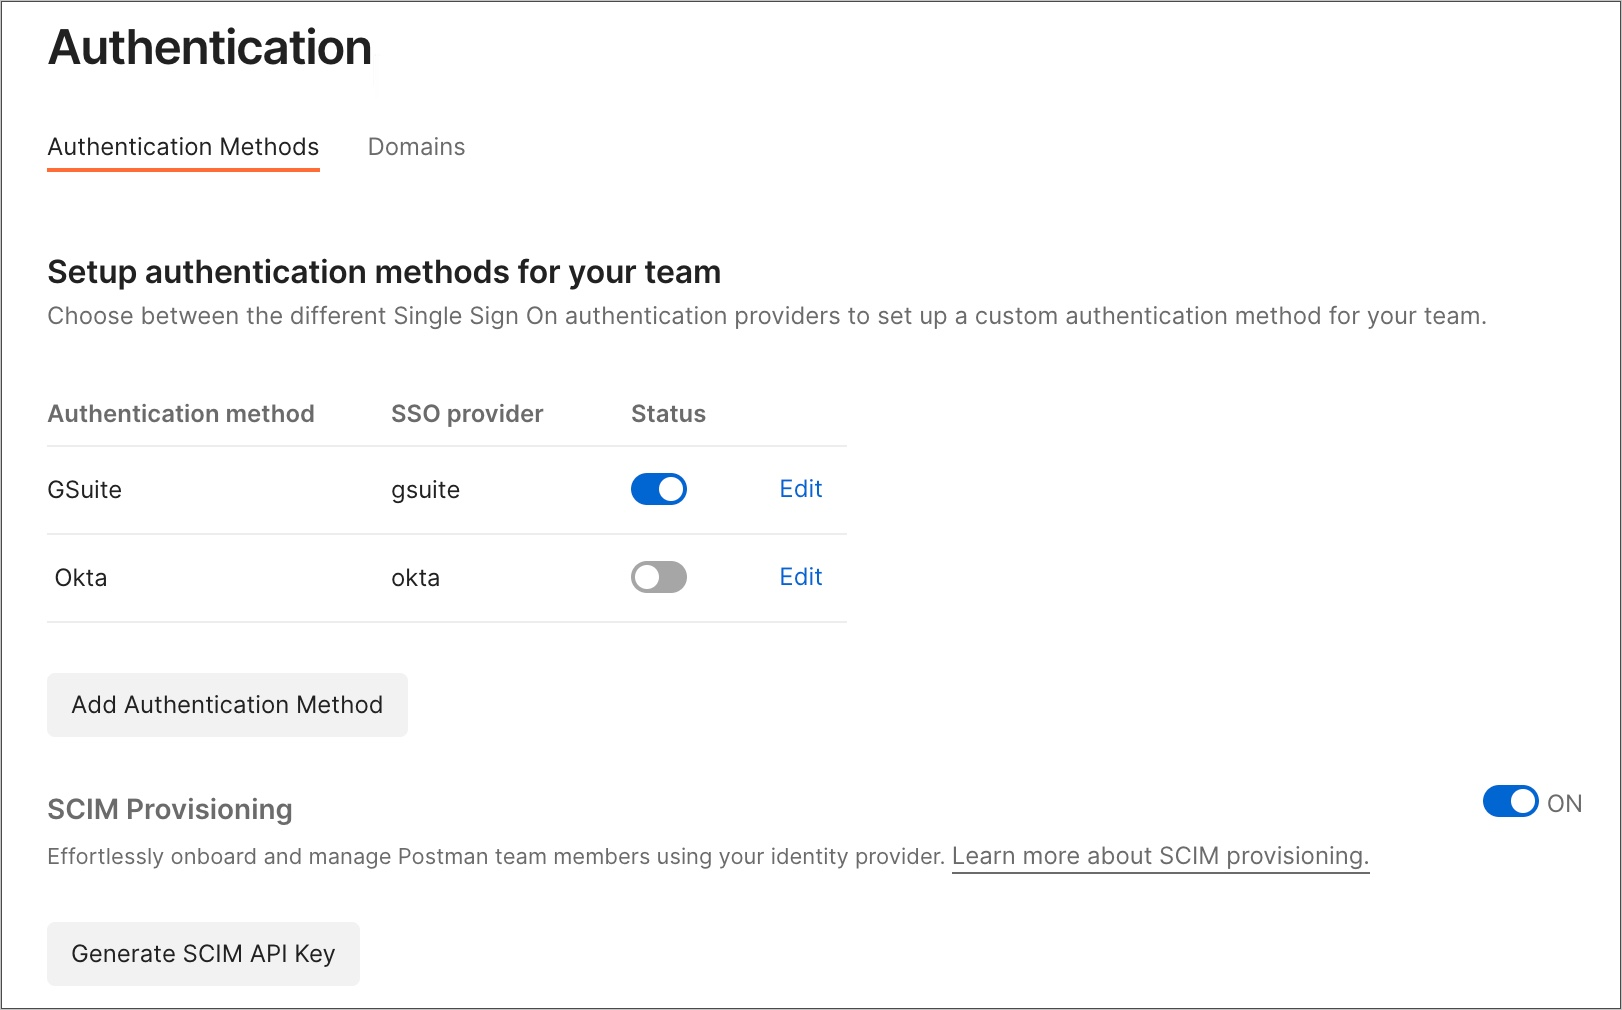 Authentication
Authentication Methods Domains
Setup authentication methods for your team
Choose between the different Single Sign On authentication providers to set up a custom authentication method for your team.
Authentication method SSO provider Status
GSuite gsuite Edit
Okta okta Edit
Add Authentication Method
SCIM Provisioning ON
Effortlessly onboard and manage Postman team members using your identity provider. Learn more about SCIM provisioning.
Generate SCIM API Key